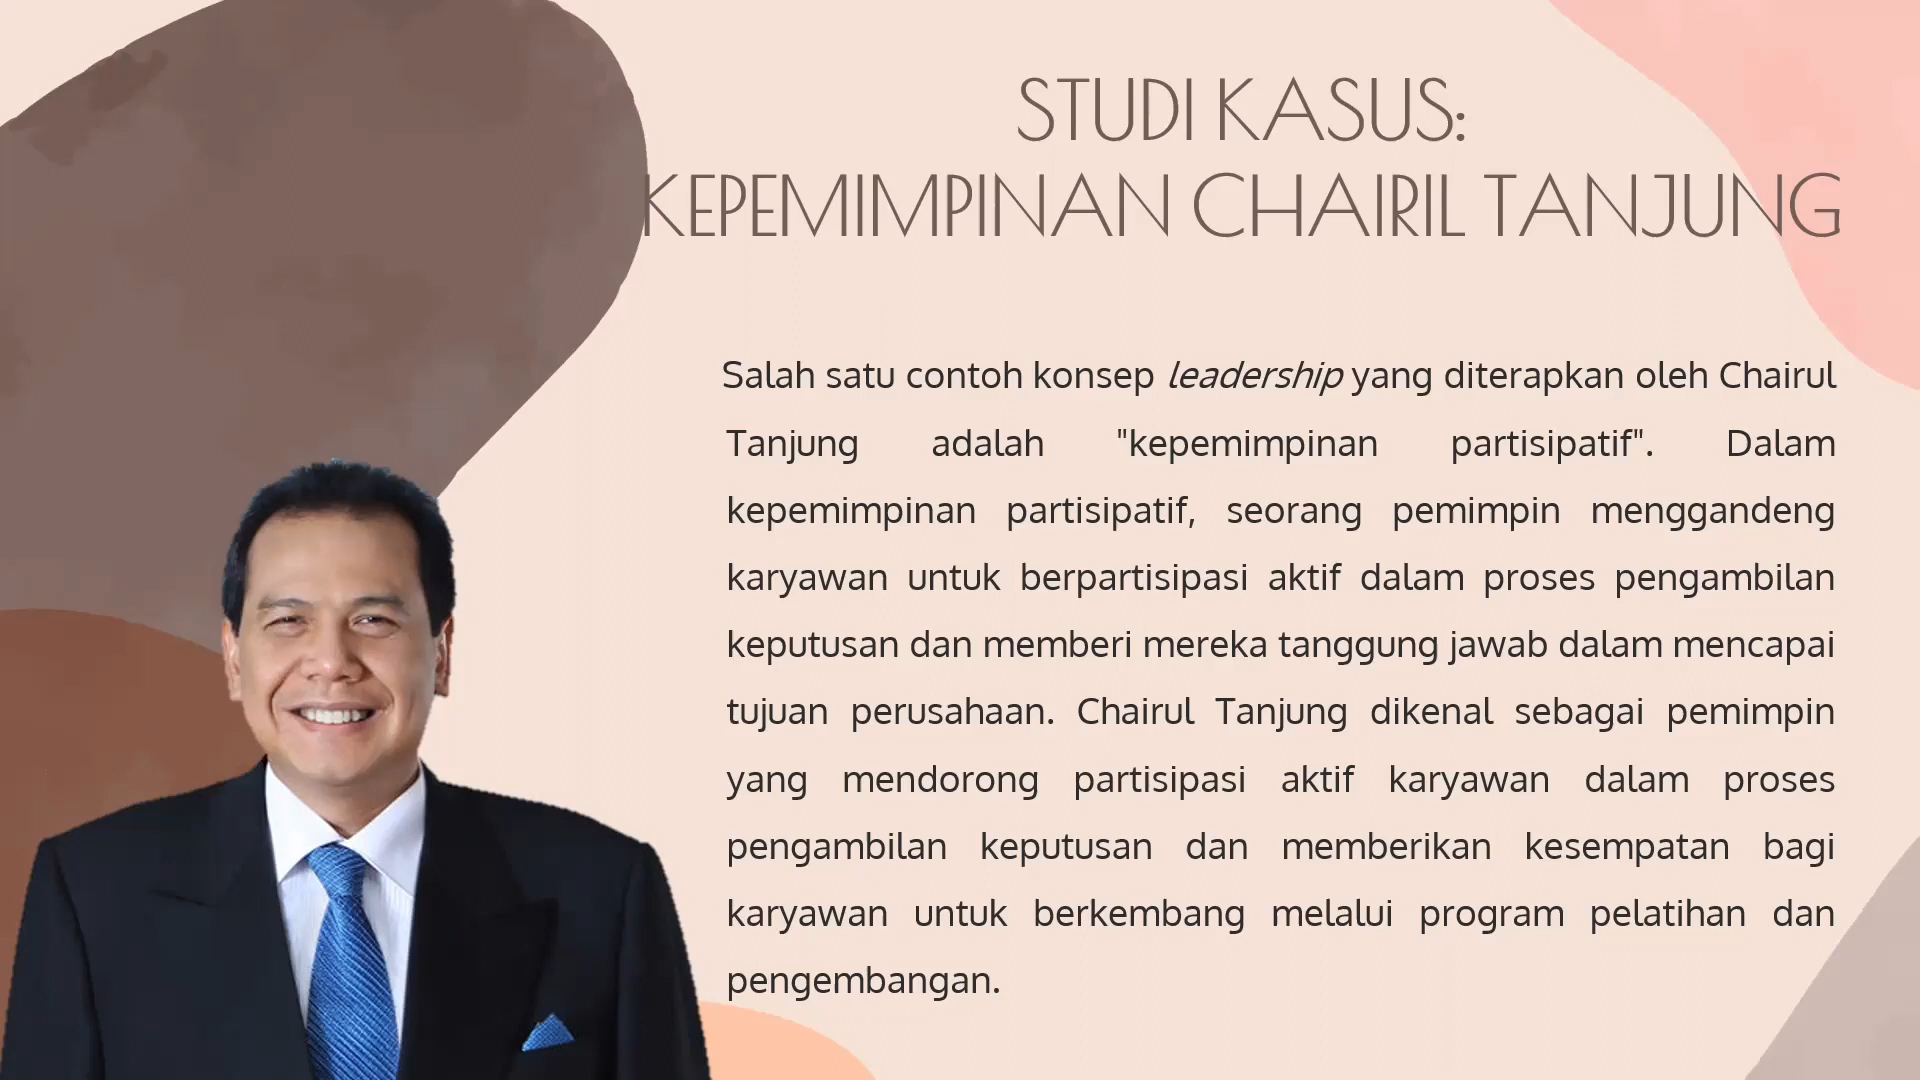 STUDI KASUS:
KEPEMIMPINAN CHAIRIL TANJUNG
Salah satu contoh konsep leadership yang diterapkan oleh Chairul
Tanjung adalah "kepemimpinan partisipatif". Dalam
kepemimpinan partisipatif, seorang pemimpin menggandeng
karyawan untuk berpartisipasi aktif dalam proses pengambilan
keputusan dan memberi mereka tanggung jawab dalam mencapai
tujuan perusahaan. Chairul Tanjung dikenal sebagai pemimpin
yang mendorong partisipasi aktif karyawan dalam proses
pengambilan keputusan dan memberikan kesempatan bagi
karyawan untuk berkembang melalui program pelatihan dan
pengembangan.